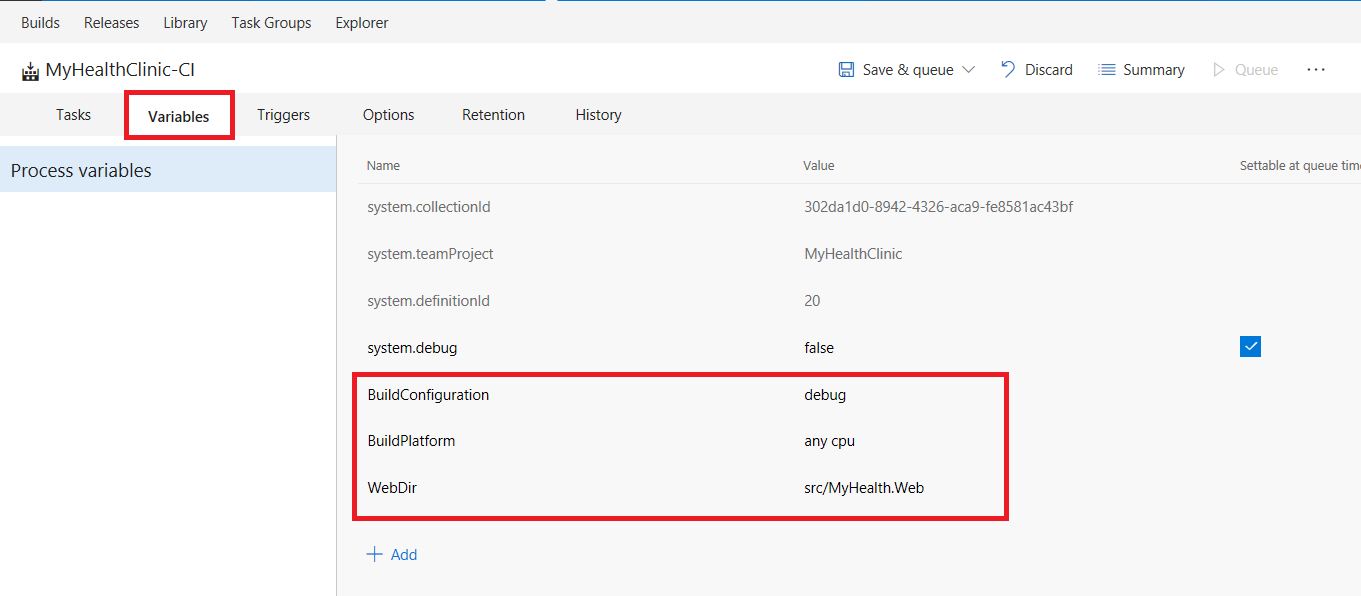 Builds Releases Library Task Groups Explorer
MyHealthClinic-CI Save & queue Discard Summary Queue ...
Tasks Variables Triggers Options Retention History
Process variables
Name Value Settable at queue time
system.collectionId 302da1d0-8942-4326-aca9-fe8581ac43bf
system.teamProject MyHealthClinic
system.definitionId 20
system.debug false
BuildConfiguration debug
BuildPlatform any cpu
WebDir src/MyHealth.Web
+ Add